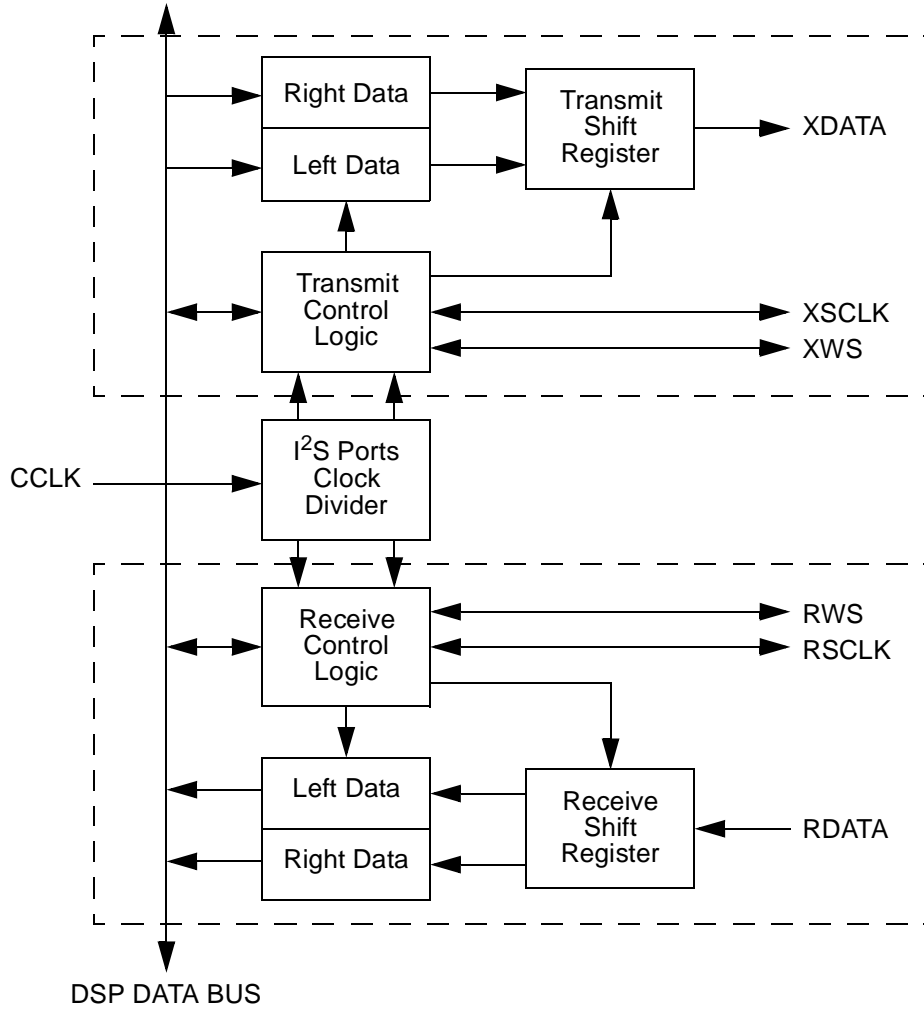 Right Data
Left Data
Transmit
Shift
Register
XDATA
Transmit
Control
Logic
XSCLK
XWS
CCLK
I²S Ports
Clock
Divider
Receive
Control
Logic
RWS
RSCLK
Left Data
Right Data
Receive
Shift
Register
RDATA
DSP DATA BUS